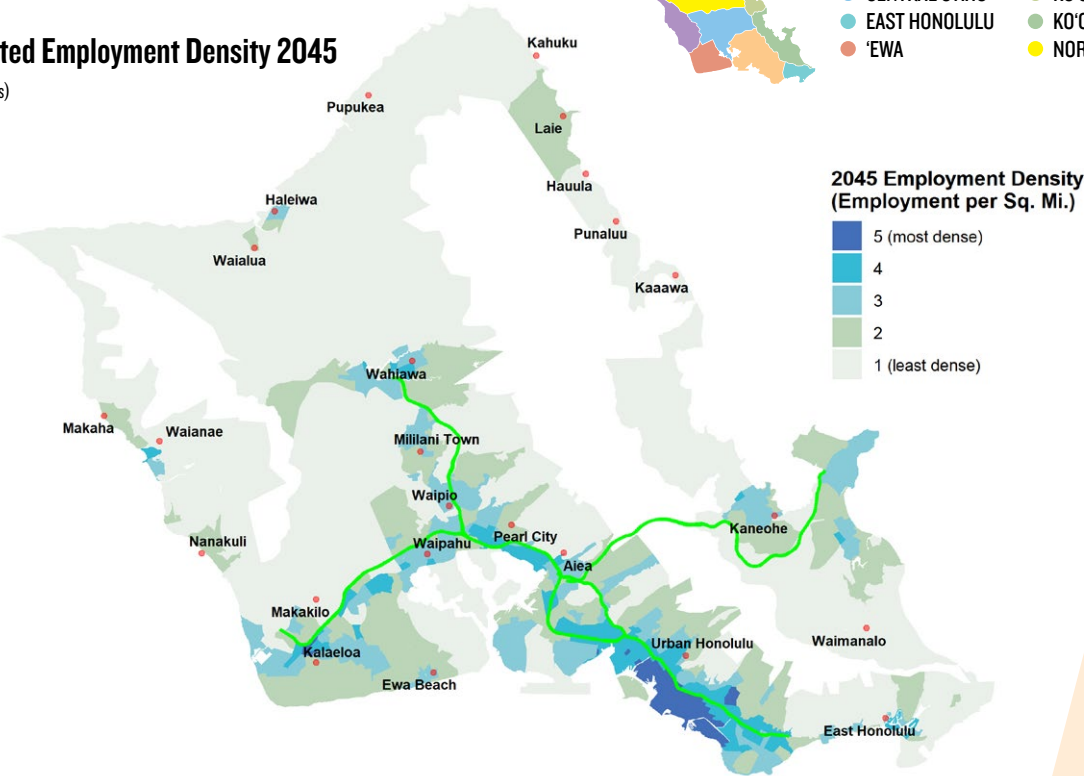 EAST HONOLULU
ʻEWA
ted Employment Density 2045
s)
Kahuku
Pupukea
Laie
Hauula
Haleiwa
Punaluu
Waialua
Kaaawa
2045 Employment Density
(Employment per Sq. Mi.)
5 (most dense)
4
3
2
1 (least dense)
Wahiawa
Makaha
Waianae
Mililani Town
Waipio
Kaneohe
Nanakuli
Waipahu
Pearl City
Aiea
Makakilo
Waimanalo
Urban Honolulu
Kalaeloa
Ewa Beach
East Honolulu